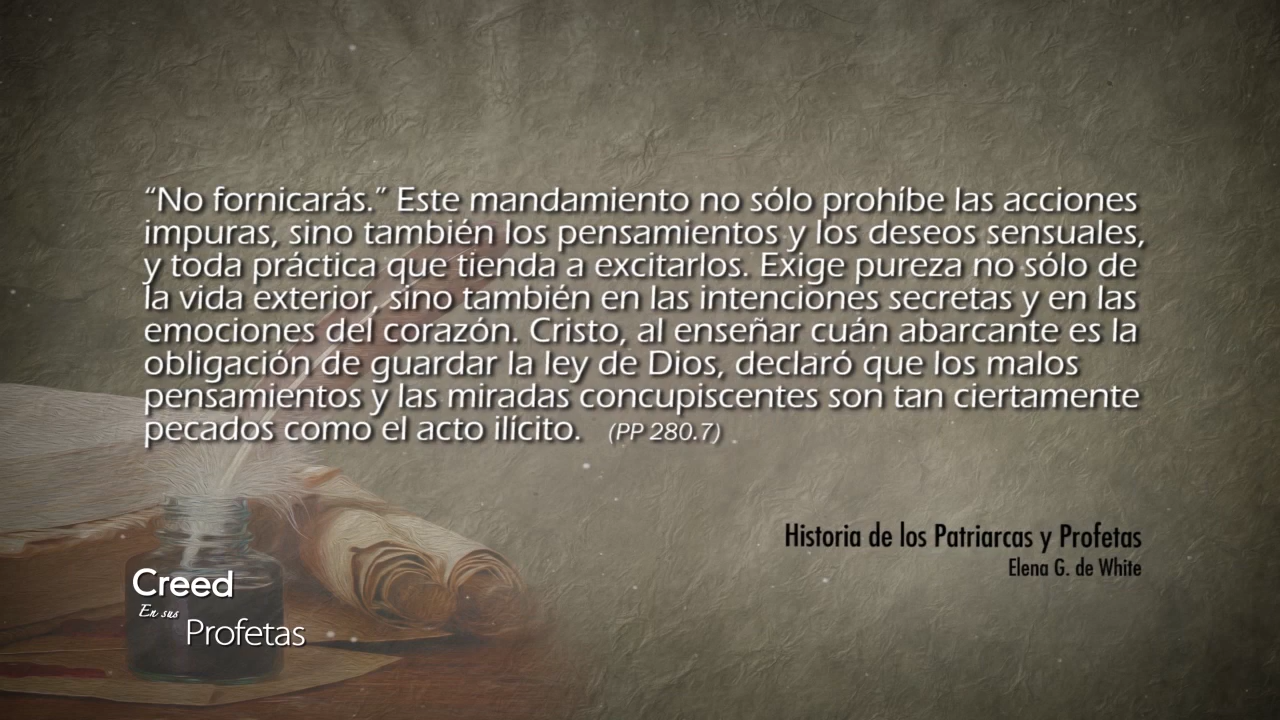 “No fornicarás.” Este mandamiento no sólo prohíbe las acciones
impuras, sino también los pensamientos y los deseos sensuales,
y toda práctica que tienda a excitarlos. Exige pureza no sólo de
la vida exterior, sino también en las intenciones secretas y en las
emociones del corazón. Cristo, al enseñar cuán abarcante es la
obligación de guardar la ley de Dios, declaró que los malos
pensamientos y las miradas concupiscentes son tan ciertamente
pecados como el acto ilícito. (PP 280.7)
Historia de los Patriarcas y Profetas
Elena G. de White
Creed
En sus
Profetas